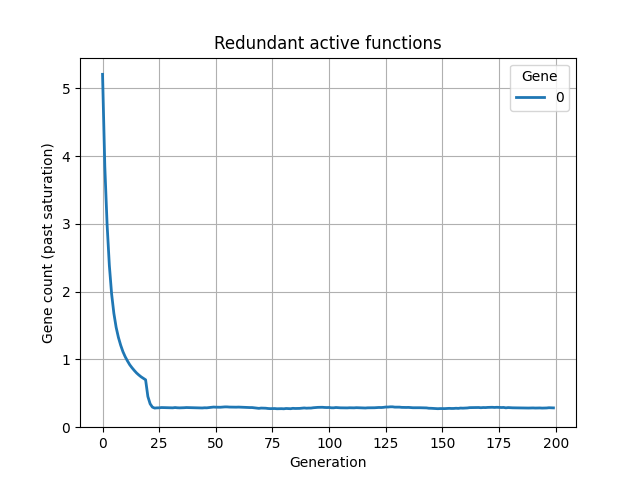 Redundant active functions
Gene count (past saturation)
5
4
3
2
1
0
Gene
0
0 25 50 75 100 125 150 175 200
Generation